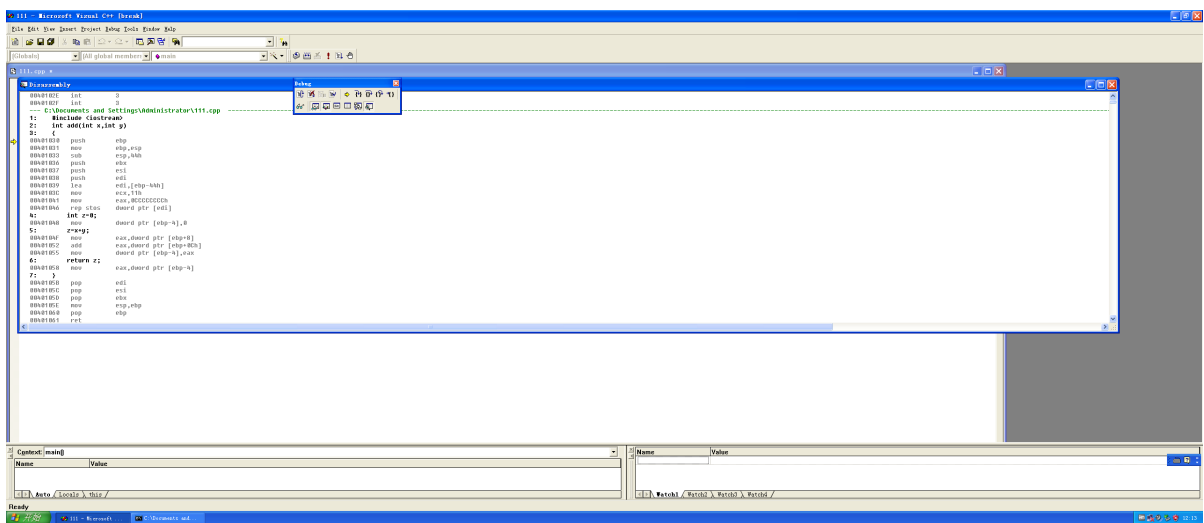 111 - Microsoft Visual C++ [break]
File Edit View Insert Project Debug Tools Window Help
[Globals] [All global members] main
111.cpp *
Disassembly
Debug
0040102E int 3
0040102F int 3
--- C:\Documents and Settings\Administrator\111.cpp
1: #include <iostream>
2: int add(int x,int y)
3: {
00401030 push ebp
00401031 mov ebp,esp
00401033 sub esp,44h
00401036 push ebx
00401037 push esi
00401038 push edi
00401039 lea edi,[ebp-44h]
0040103C mov ecx,11h
00401041 mov eax,0CCCCCCCCh
00401046 rep stos dword ptr [edi]
4: int z=0;
00401048 mov dword ptr [ebp-4],0
5: z=x+y;
0040104F mov eax,dword ptr [ebp+8]
00401052 add eax,dword ptr [ebp+0Ch]
00401055 mov dword ptr [ebp-4],eax
6: return z;
00401058 mov eax,dword ptr [ebp-4]
7: }
0040105B pop edi
0040105C pop esi
0040105D pop ebx
0040105E mov esp,ebp
00401060 pop ebp
00401061 ret
Context: main()
Name Value
Auto Locals this
Name Value
Watch1 Watch2 Watch3 Watch4
Ready
开始 111 - Microsoft C:\Documents and... 12:13